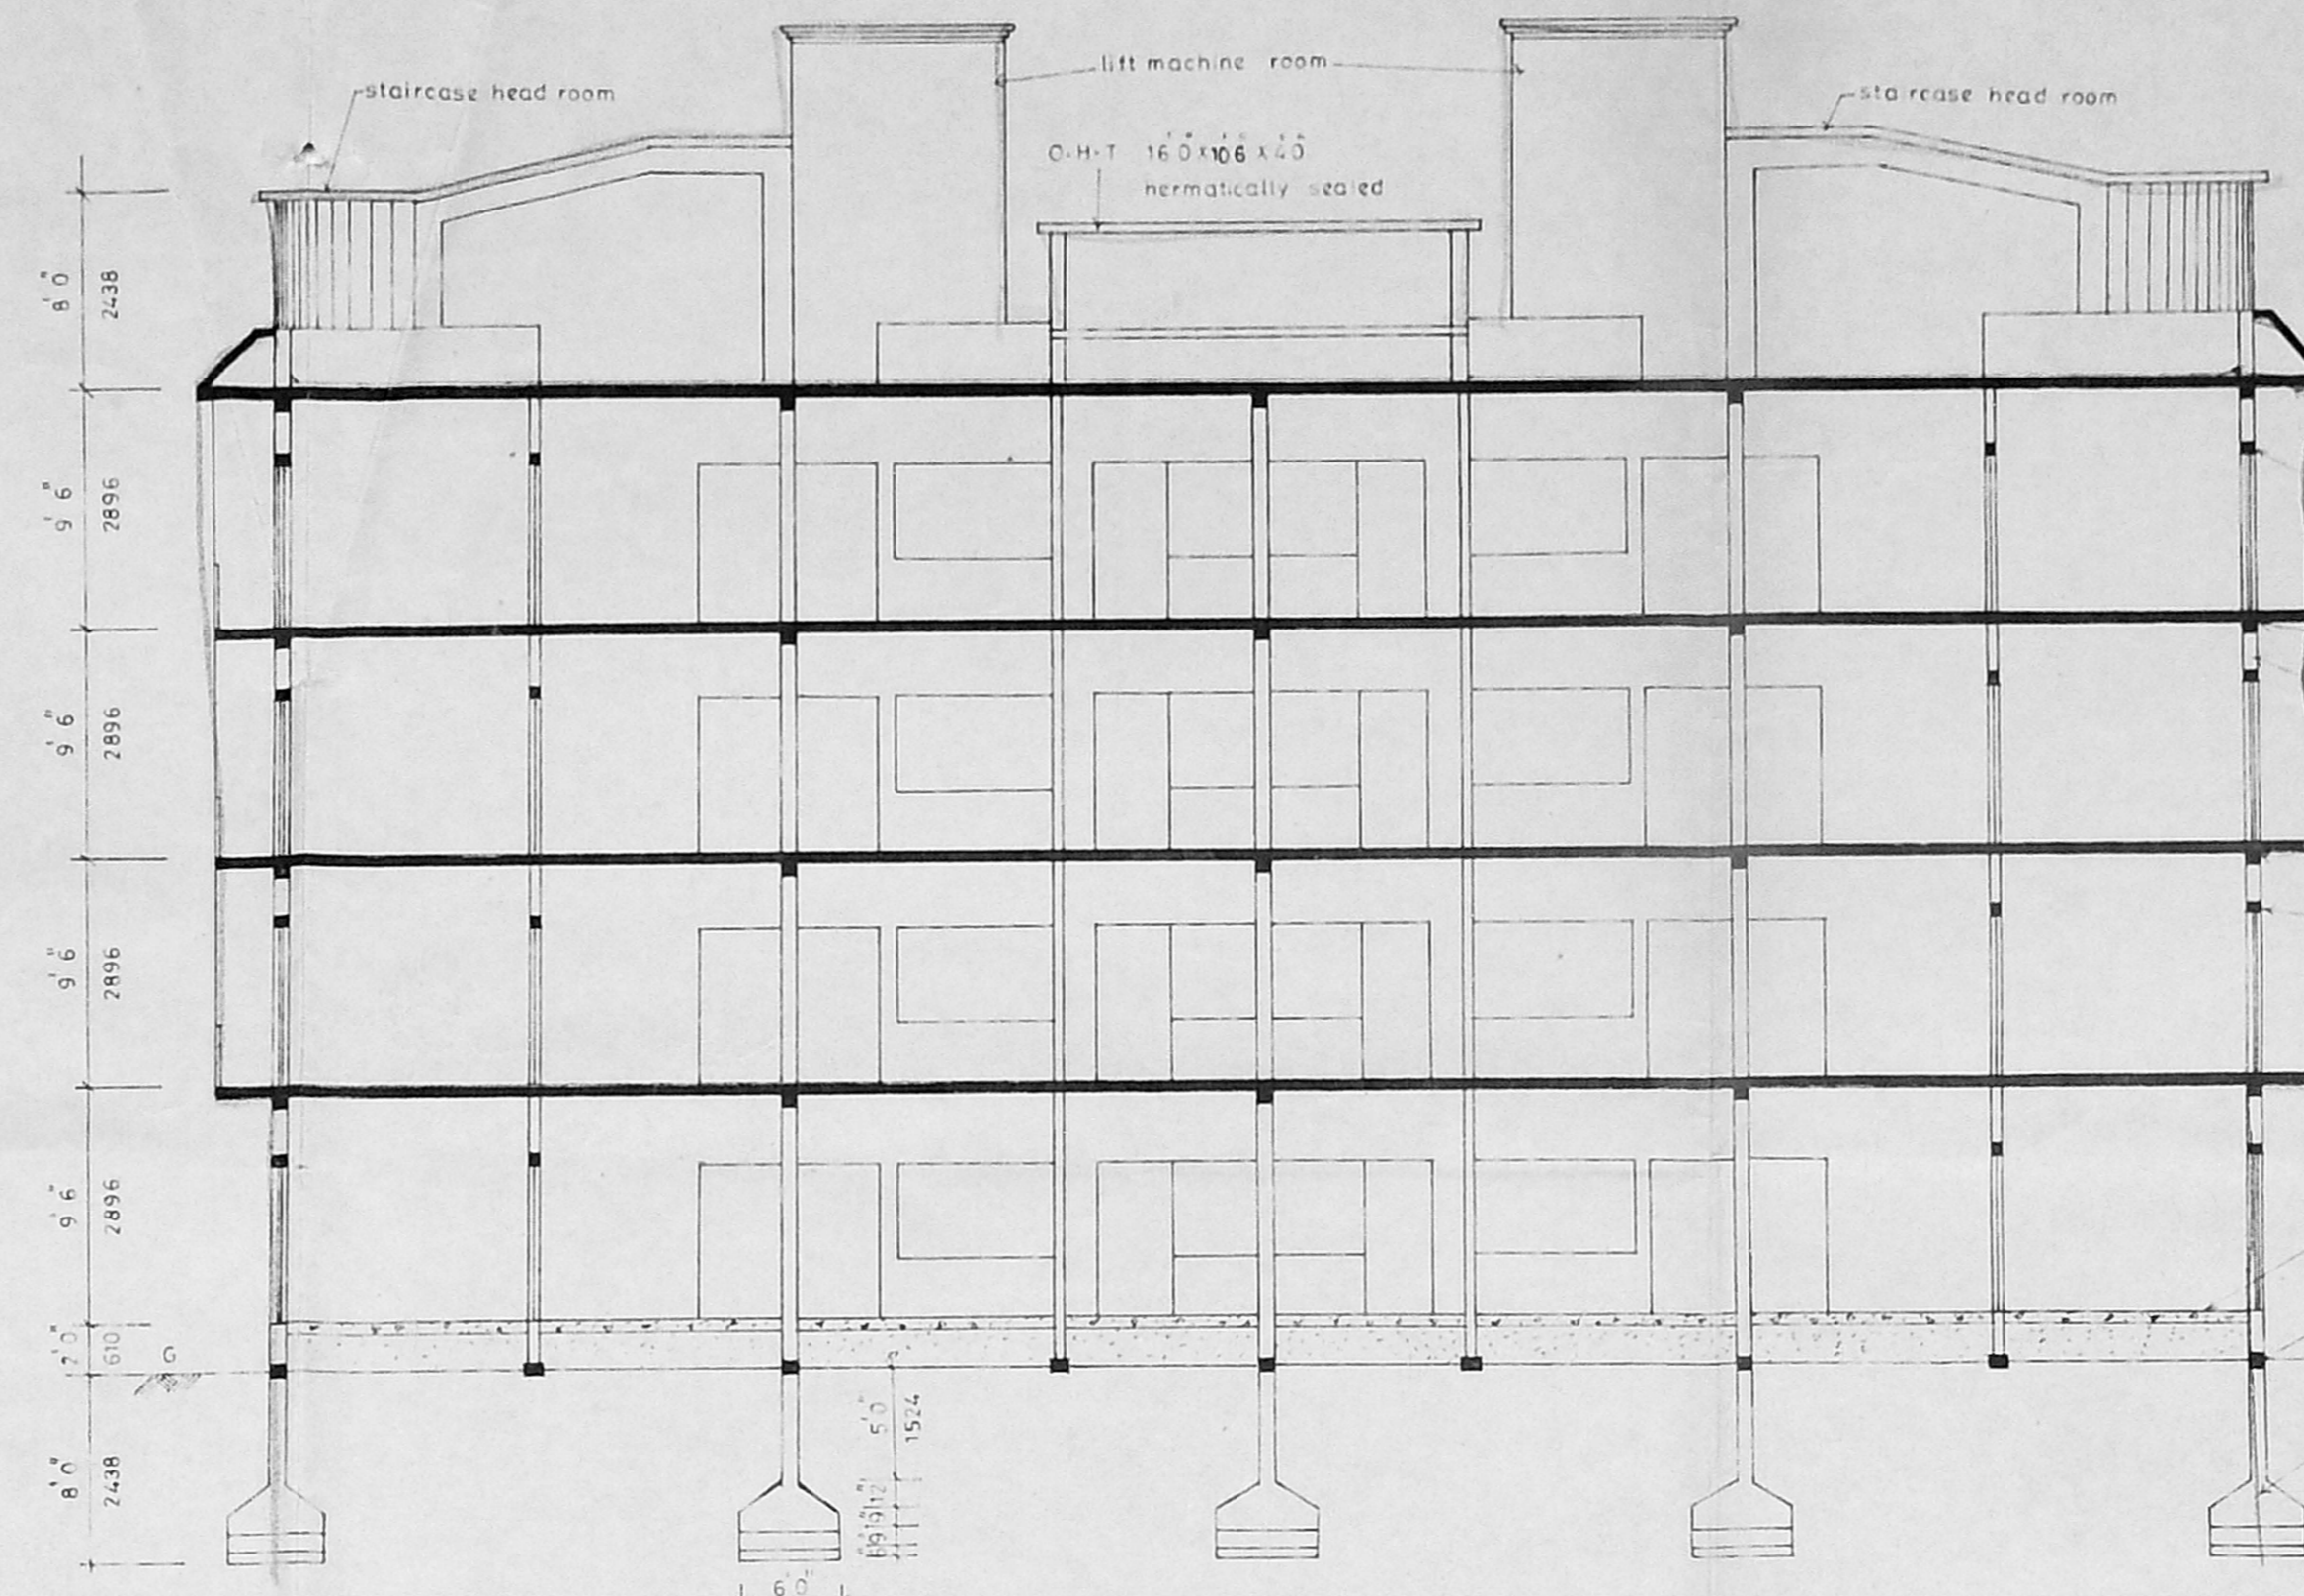 lift machine room
staircase head room
sta rcase head room
O-H-T 16'0"x10'6"x4'0"
hermatically sealed
8'0"
2438
9'6"
2896
9'6"
2896
9'6"
2896
9'6"
2896
2'0"
610
G
8'0"
2438
5'0"
1524
6'0"